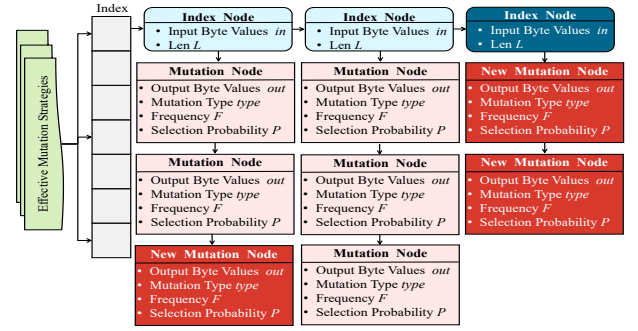 Index
Effective Mutation Strategies
Index Node
• Input Byte Values in
• Len L
Index Node
• Input Byte Values in
• Len L
Index Node
• Input Byte Values in
• Len L
Mutation Node
• Output Byte Values out
• Mutation Type type
• Frequency F
• Selection Probability P
Mutation Node
• Output Byte Values out
• Mutation Type type
• Frequency F
• Selection Probability P
New Mutation Node
• Output Byte Values out
• Mutation Type type
• Frequency F
• Selection Probability P
Mutation Node
• Output Byte Values out
• Mutation Type type
• Frequency F
• Selection Probability P
Mutation Node
• Output Byte Values out
• Mutation Type type
• Frequency F
• Selection Probability P
New Mutation Node
• Output Byte Values out
• Mutation Type type
• Frequency F
• Selection Probability P
New Mutation Node
• Output Byte Values out
• Mutation Type type
• Frequency F
• Selection Probability P
Mutation Node
• Output Byte Values out
• Mutation Type type
• Frequency F
• Selection Probability P